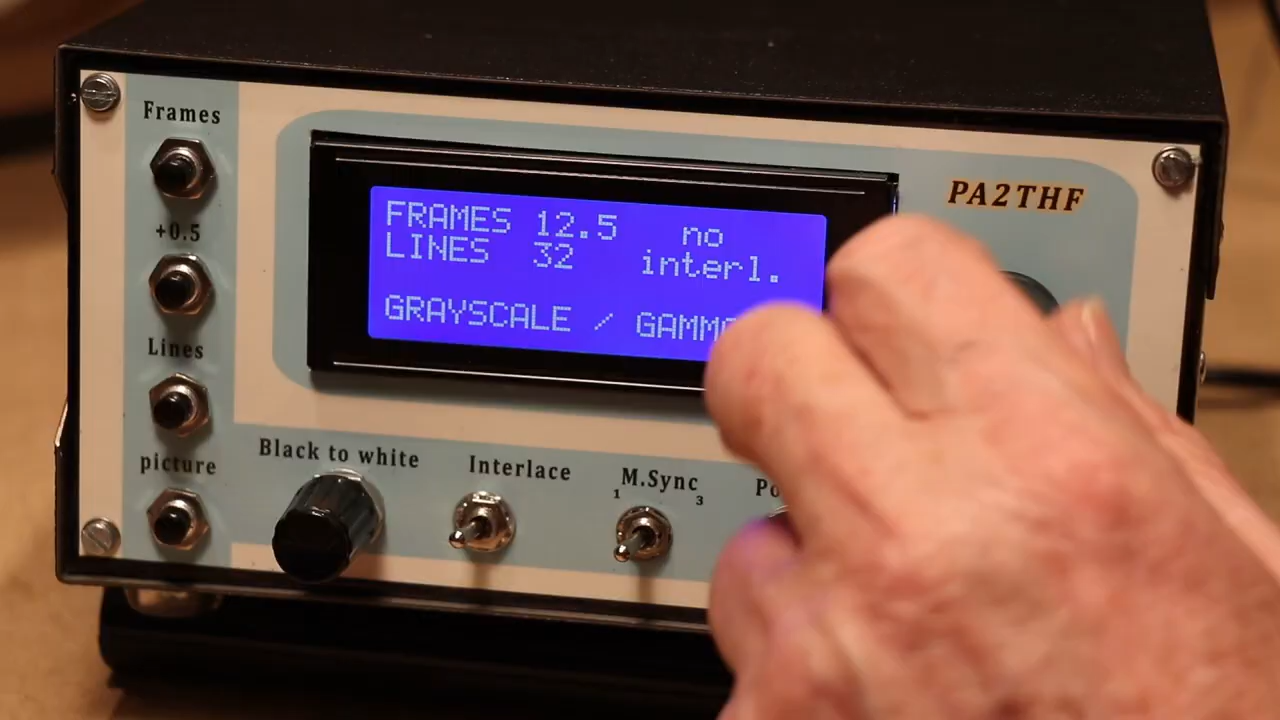 Frames
+0.5
Lines
picture
FRAMES 12.5 no
LINES 32 interl.
GRAYSCALE /
PA2THF
Black to white
Interlace
M.Sync
1 3